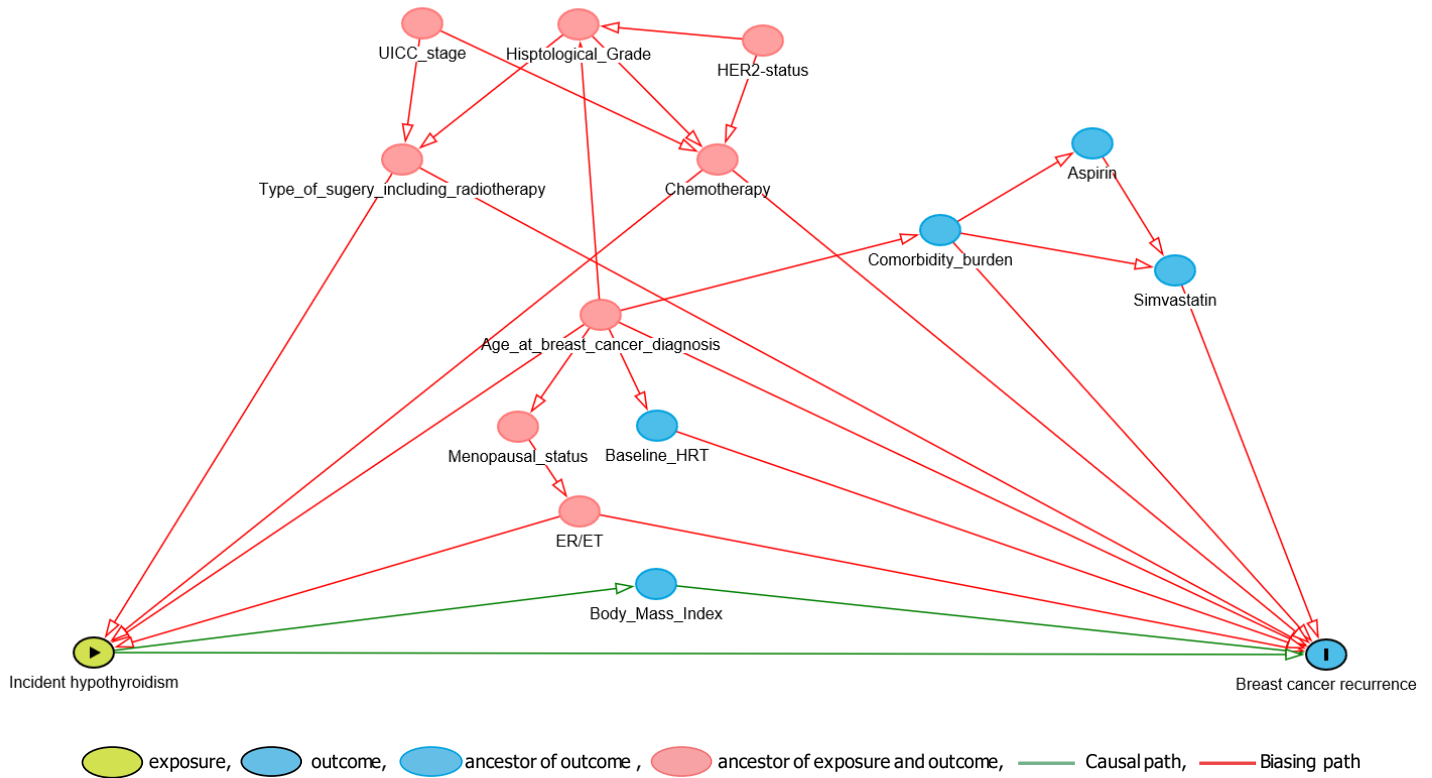 UICC_stage
Hisptological_Grade
HER2-status
Type_of_sugery_including_radiotherapy
Chemotherapy
Aspirin
Comorbidity_burden
Simvastatin
Age_at_breast_cancer_diagnosis
Menopausal_status
Baseline_HRT
ER/ET
Body_Mass_Index
Incident hypothyroidism
Breast cancer recurrence
exposure, outcome, ancestor of outcome , ancestor of exposure and outcome, Causal path, Biasing path